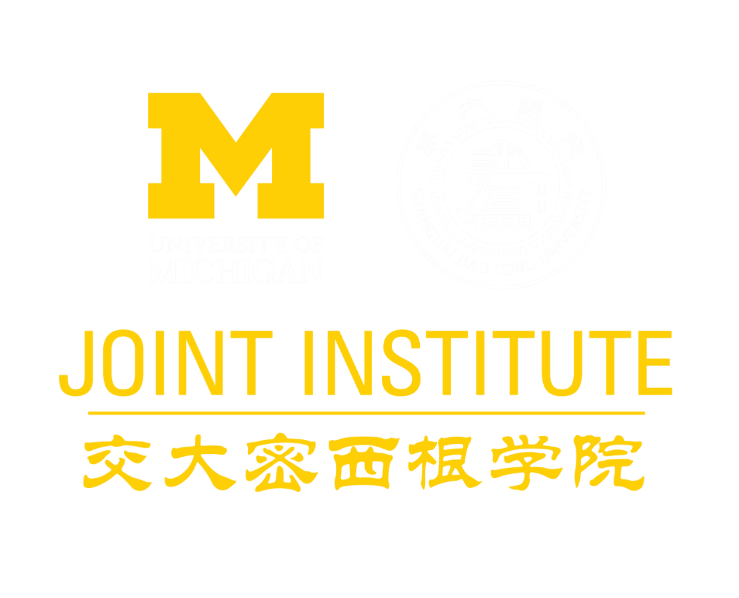 M
UNIVERSITY OF
MICHIGAN
JOINT INSTITUTE
交大密西根学院